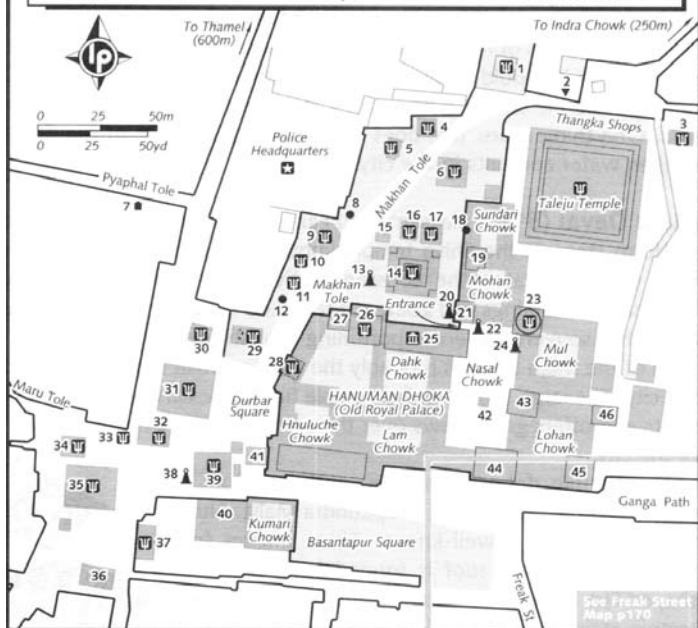 To Thamel
(600m)
To Indra Chowk (250m)
lp
1
2
0 25 50m
0 25 50yd
Thangka Shops
3
4
5
Police
Headquarters
6
Makhan Tole
Taleju Temple
Pyaphal Tole
7
8
9
16 17
15
18
Sundari
Chowk
10
13
14
19
Mohan
Chowk
11
12
Makhan
Tole
Entrance
20
21
22
23
24
27 26
25
Mul
Chowk
30
29
28
Dahk
Chowk
Nasal
Chowk
31
Durbar
Square
HANUMAN DHOKA
(Old Royal Palace)
42
43
46
Maru Tole
33
32
34
Hnuluche
Chowk
Lam
Chowk
Lohan
Chowk
38
39
41
44
45
35
40
Kumari
Chowk
Basantapur Square
Ganga Path
37
36
Freak St
See Freak Street
Map p170